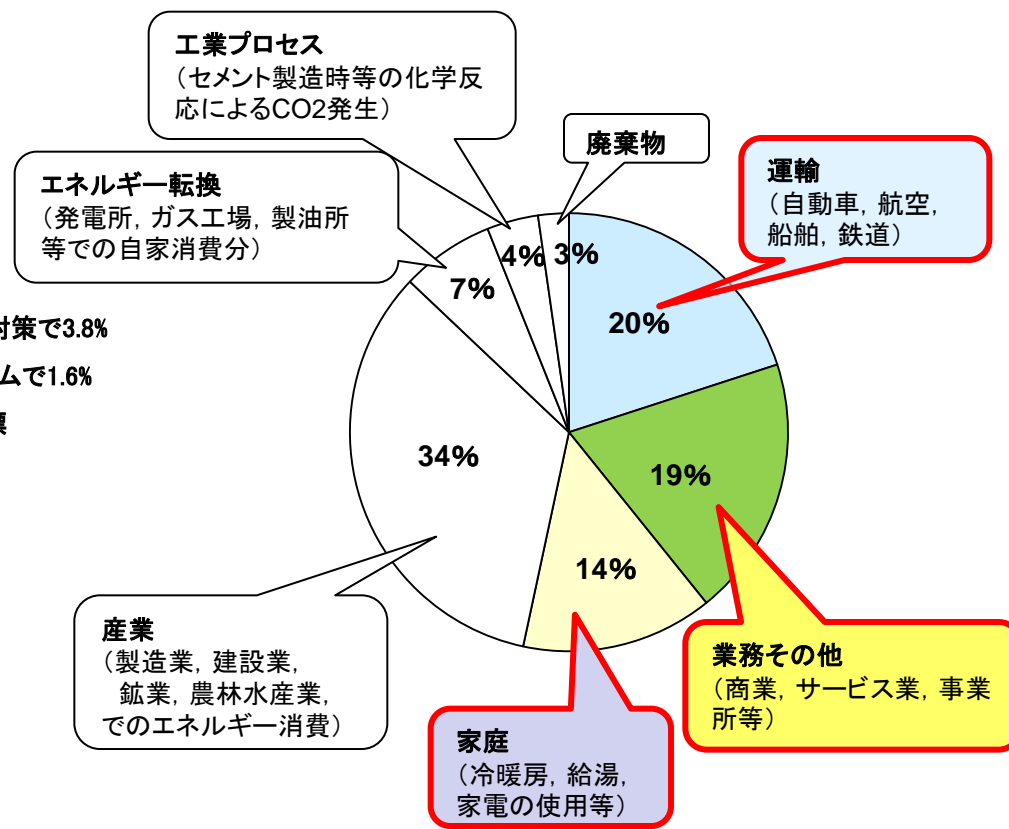 工業プロセス
（セメント製造時等の化学反
応によるCO2発生）
廃棄物
エネルギー転換
（発電所, ガス工場, 製油所
等での自家消費分）
運輸
（自動車, 航空,
船舶, 鉄道）
4%
3%
7%
20%
対策で3.8%
ムで1.6%
34%
19%
14%
産業
（製造業, 建設業,
鉱業, 農林水産業,
でのエネルギー消費）
業務その他
（商業, サービス業, 事業
所等）
家庭
（冷暖房, 給湯,
家電の使用等）